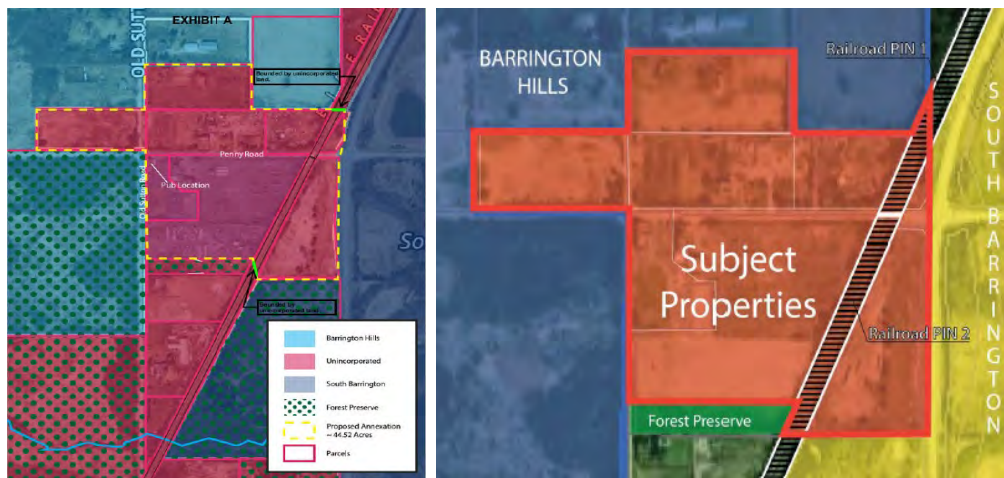 EXHIBIT A
OLD SUTT
E RAIL
Bounded by unincorporated
land.
Penny Road
Pub Location
So
Bounded by
unincorporated land.
Barrington Hills
Unincorporated
South Barrington
Forest Preserve
Proposed Annexation
~ 44.52 Acres
Parcels
BARRINGTON
HILLS
Railroad PIN 1
SOUTH BARRINGTON
Subject
Properties
Railroad PIN 2
Forest Preserve